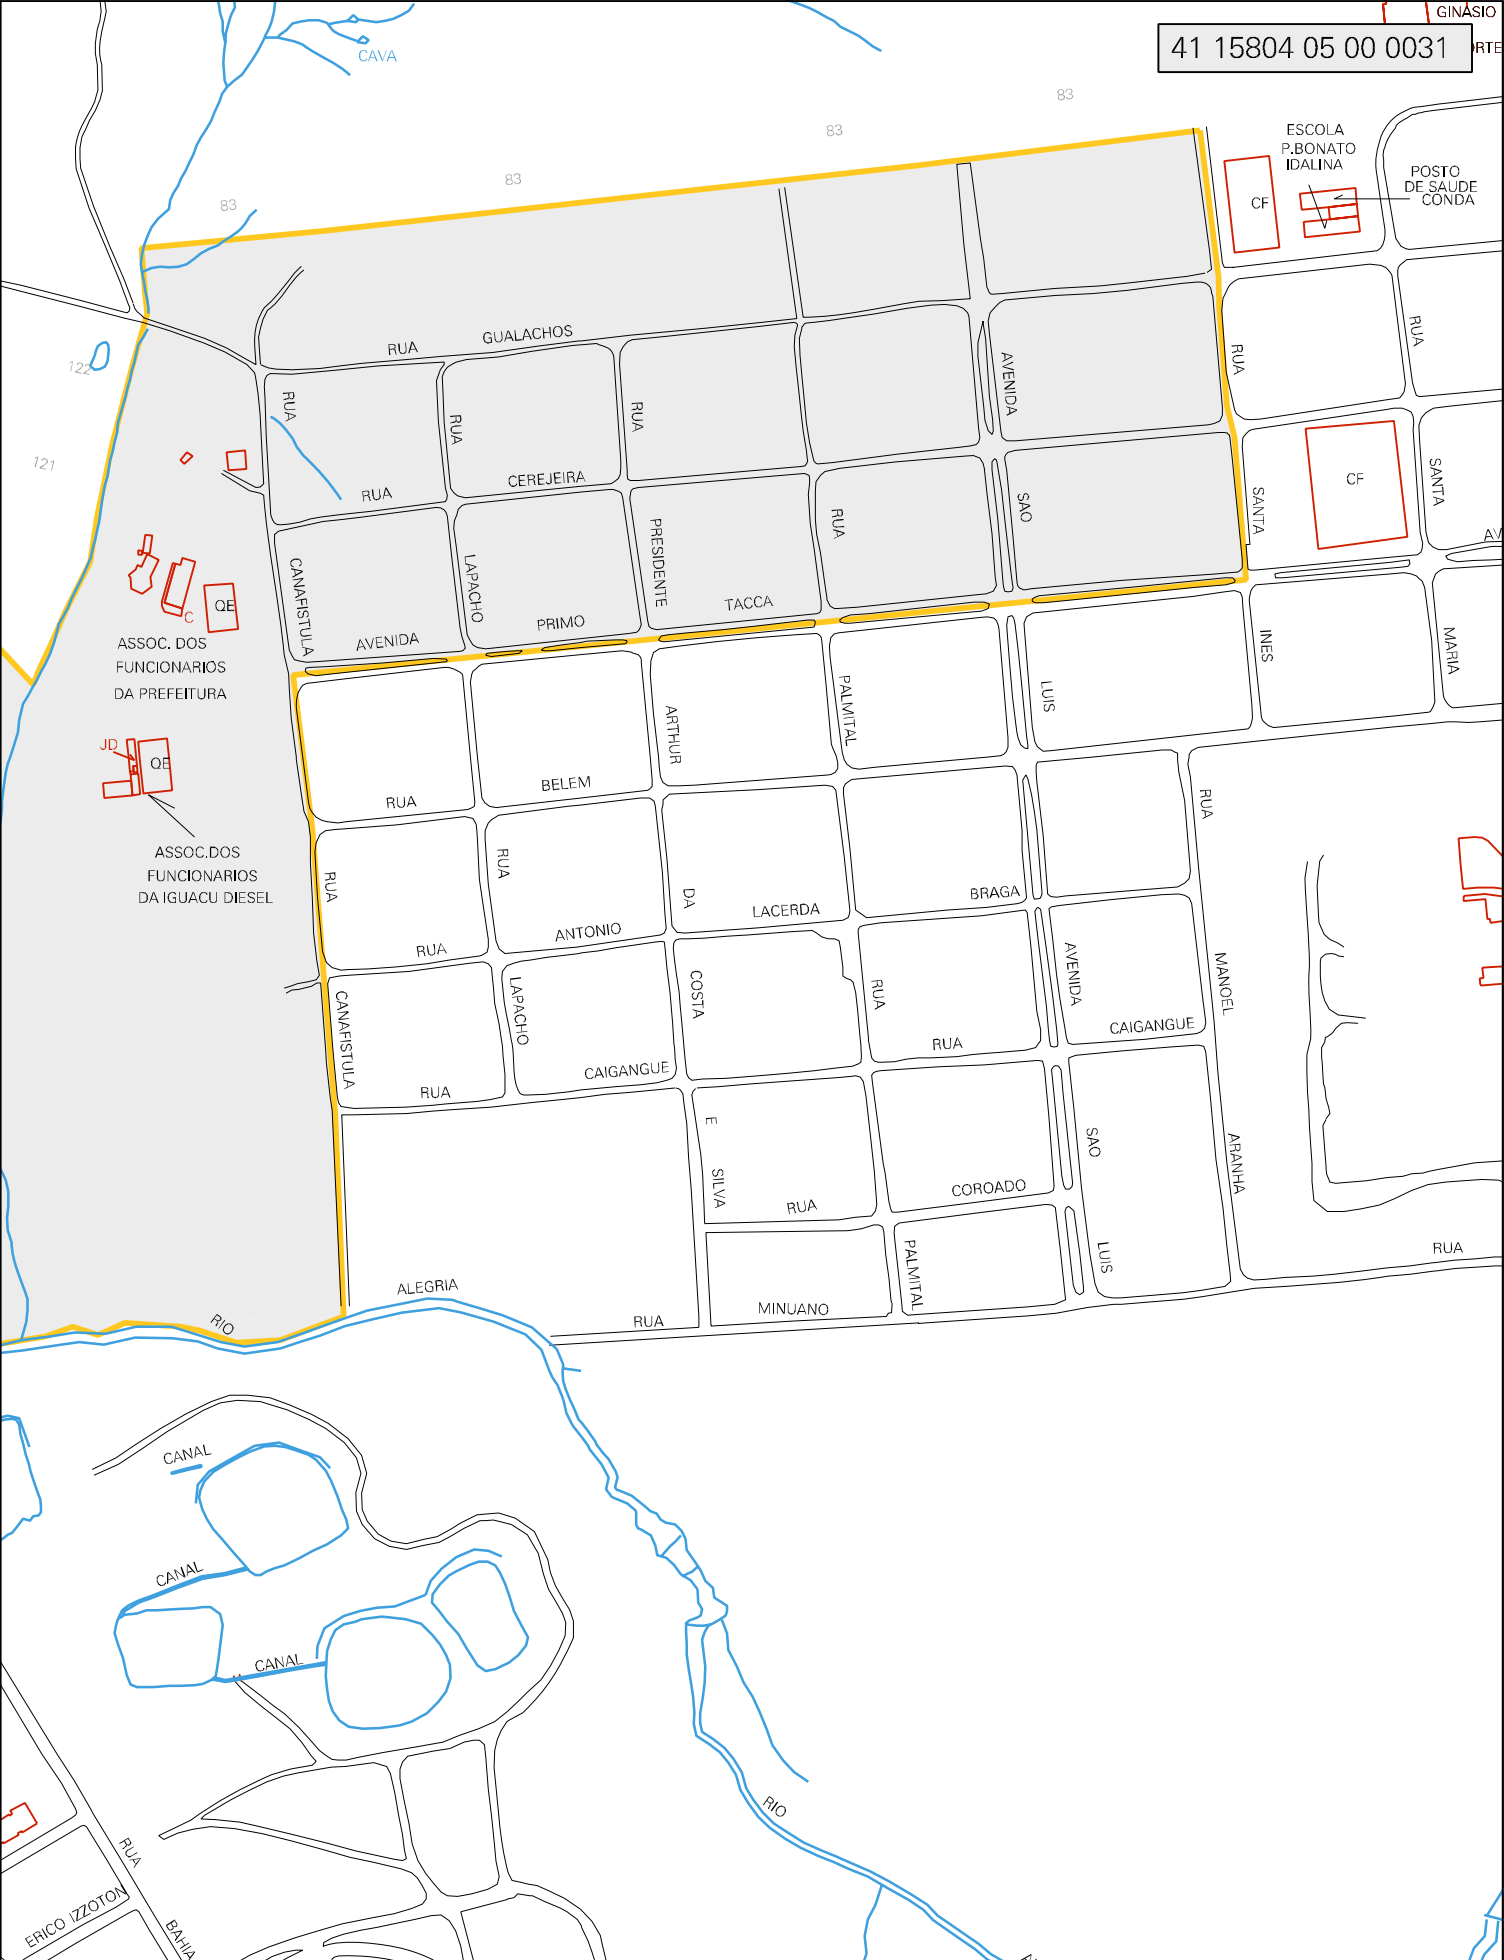 GINASIO
41 15804 05 00 0031
CAVA
83
83
83
83
ESCOLA
P.BONATO
IDALINA
POSTO
DE SAUDE
CONDA
CF
122
121
RUA GUALACHOS
RUA
RUA
RUA
RUA
RUA
AVENIDA
RUA CEREJEIRA
CF
SANTA
SANTA
SAO
RUA
PRESIDENTE
LAPACHO
CANAFISTULA
AV
QE
C
ASSOC. DOS
FUNCIONARIOS
DA PREFEITURA
AVENIDA PRIMO TACCA
INES
MARIA
LUIS
PALMITAL
ARTHUR
JD
QE
RUA BELEM
RUA
ASSOC.DOS
FUNCIONARIOS
DA IGUACU DIESEL
RUA
RUA
DA
RUA ANTONIO LACERDA BRAGA
AVENIDA
MANOEL
COSTA
RUA
LAPACHO
CANAFISTULA
RUA CAIGANGUE
RUA CAIGANGUE
E
SILVA
SAO
ARANHA
RUA COROADO
PALMITAL
LUIS
RUA
RIO ALEGRIA
RUA MINUANO
CANAL
CANAL
CANAL
RIO
RUA
BAHIA
ERICO IZZOTON